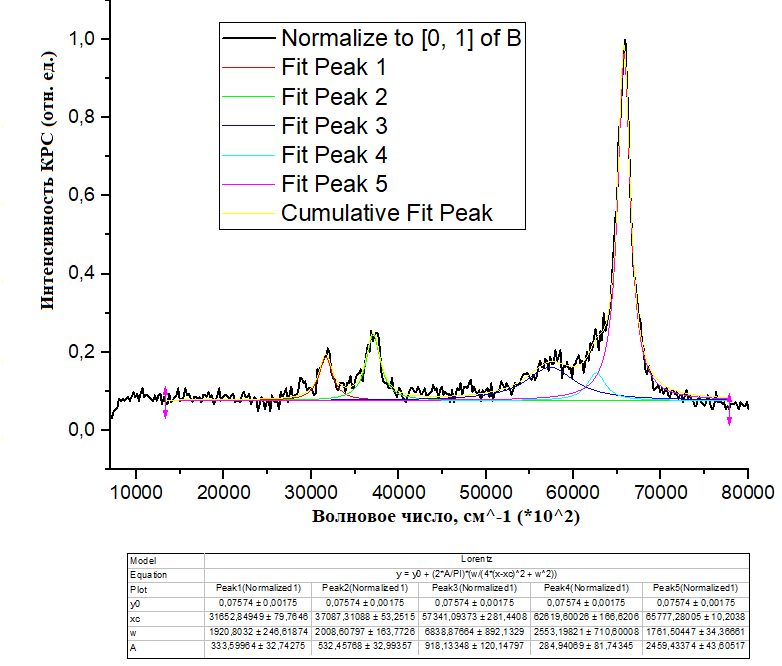 1,0
0,8
0,6
0,4
0,2
0,0
Интенсивность КРС (отн. ед.)
Normalize to [0, 1] of B
Fit Peak 1
Fit Peak 2
Fit Peak 3
Fit Peak 4
Fit Peak 5
Cumulative Fit Peak
10000 20000 30000 40000 50000 60000 70000 80000
Волновое число, см^-1 (*10^2)
Model Lorentz
Equation y = y0 + (2*A/PI)*(w/(4*(x-xc)^2 + w^2))
Plot Peak1(Normalized1) Peak2(Normalized1) Peak3(Normalized1) Peak4(Normalized1) Peak5(Normalized1)
y0 0,07574 ± 0,00175 0,07574 ± 0,00175 0,07574 ± 0,00175 0,07574 ± 0,00175 0,07574 ± 0,00175
xc 31652,84949 ± 79,7646 37087,31088 ± 53,2515 57341,09373 ± 281,4408 62619,60026 ± 166,6206 65777,28005 ± 10,2038
w 1920,8032 ± 246,61874 2008,60797 ± 163,7726 6838,87664 ± 892,1329 2553,19821 ± 710,60008 1761,50447 ± 34,36661
A 333,59964 ± 32,74275 532,45768 ± 32,99357 918,13348 ± 120,14797 284,94069 ± 81,74345 2459,43374 ± 43,60517